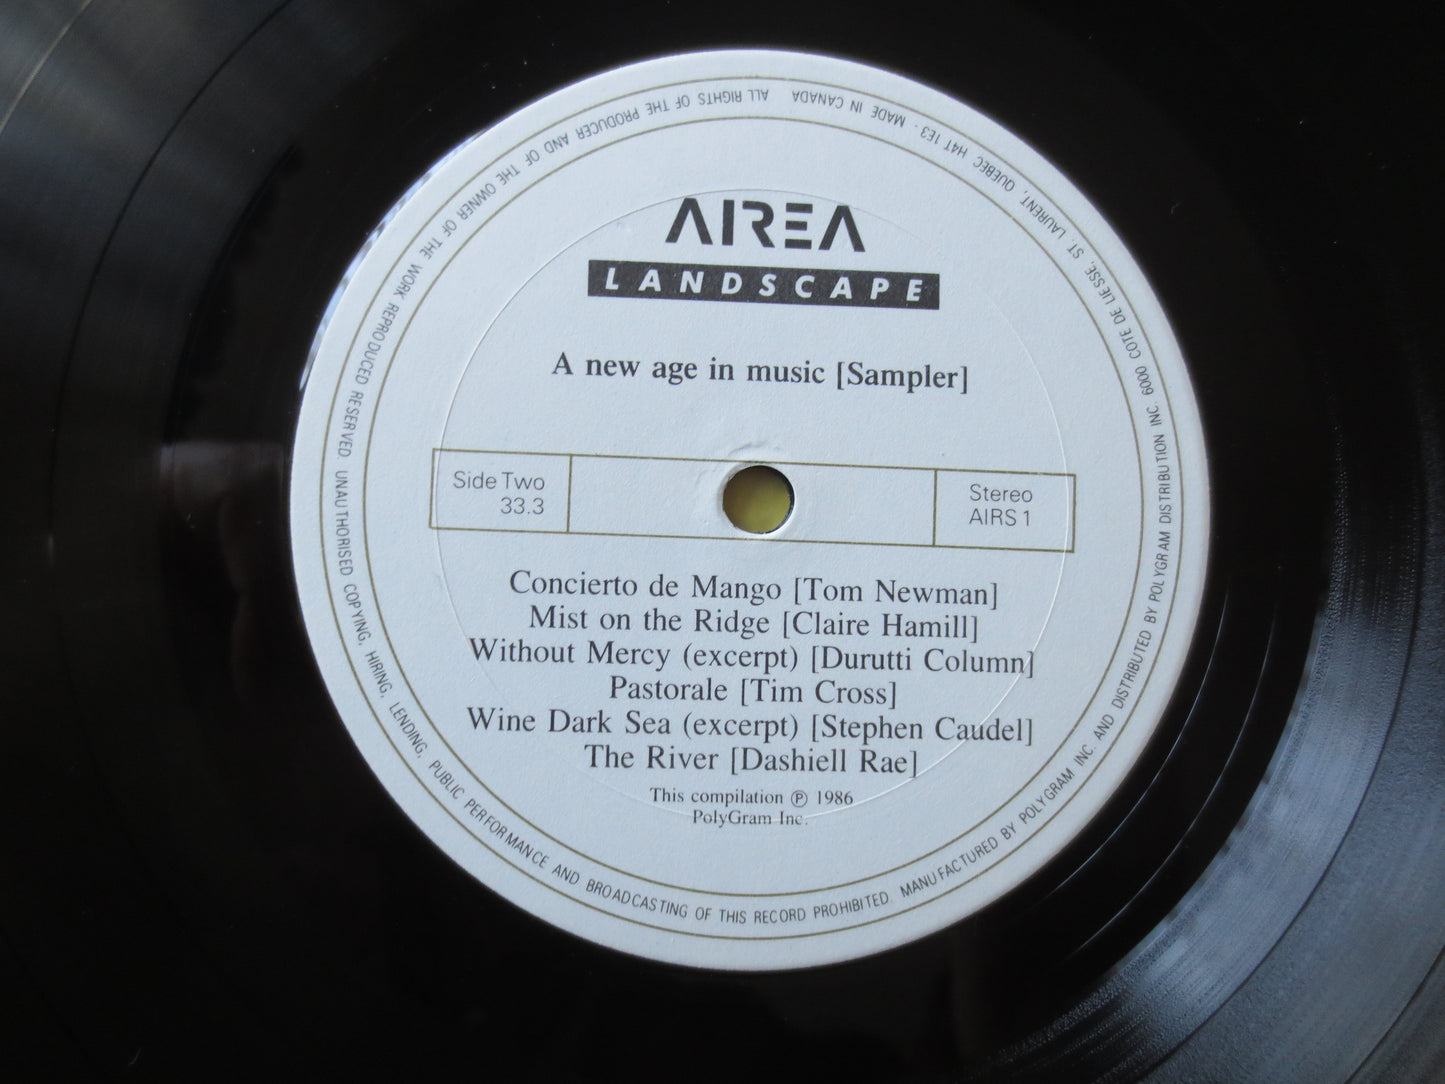 AIREA
LANDSCAPE
A new age in music [Sampler]
Side Two
33.3
Stereo
AIRS 1
Concierto de Mango [Tom Newman]
Mist on the Ridge [Claire Hamill]
Without Mercy (excerpt) [Durutti Column]
Pastorale [Tim Cross]
Wine Dark Sea (excerpt) [Stephen Caudel]
The River [Dashiell Rae]
This compilation ℗ 1986
PolyGram Inc.
ALL RIGHTS OF THE PRODUCER AND OF THE OWNER OF THE WORK REPRODUCED RESERVED. UNAUTHORISED COPYING, HIRING, LENDING, PUBLIC PERFORMANCE AND BROADCASTING OF THIS RECORD PROHIBITED. MANUFACTURED BY POLYGRAM INC. AND DISTRIBUTED BY POLYGRAM DISTRIBUTION INC. 6000 COTE DE LIESSE, ST. LAURENT, QUEBEC H4T 1E3 - MADE IN CANADA